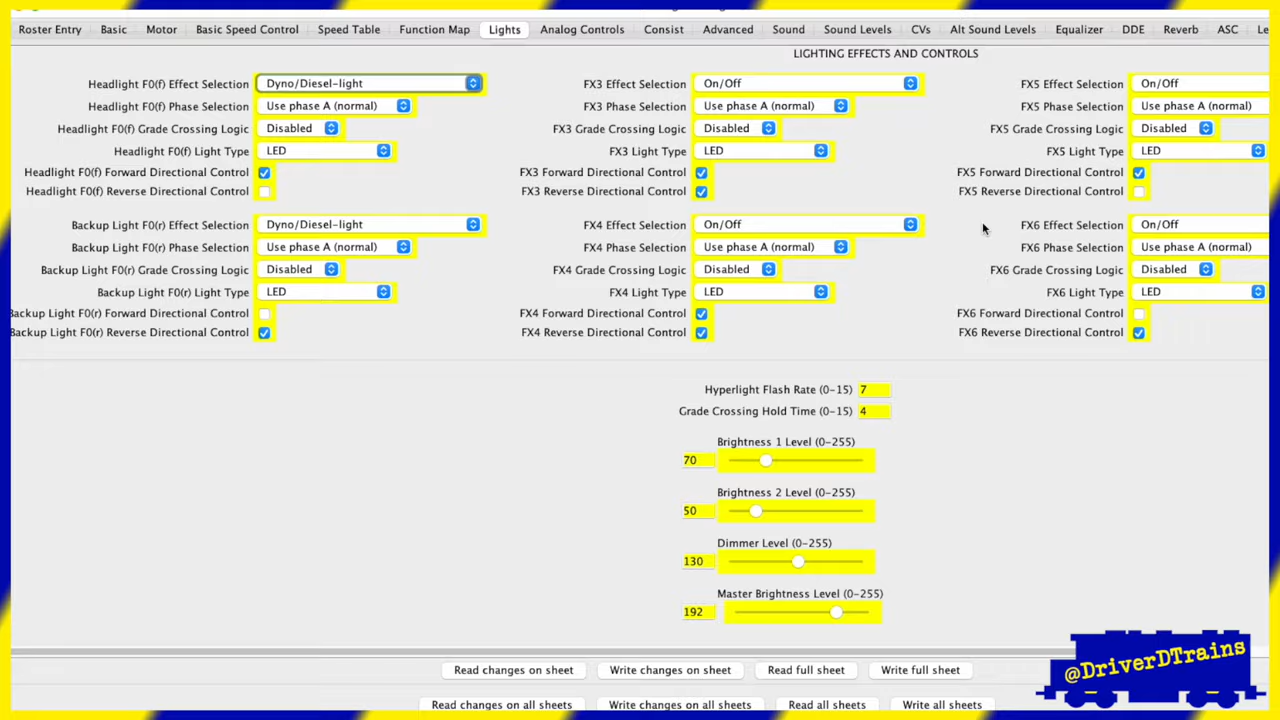 Roster Entry Basic Motor Basic Speed Control Speed Table Function Map Lights Analog Controls Consist Advanced Sound Sound Levels CVs Alt Sound Levels Equalizer DDE Reverb ASC Le
LIGHTING EFFECTS AND CONTROLS
Headlight F0(f) Effect Selection Dyno/Diesel-light FX3 Effect Selection On/Off FX5 Effect Selection On/Off
Headlight F0(f) Phase Selection Use phase A (normal) FX3 Phase Selection Use phase A (normal) FX5 Phase Selection Use phase A (normal)
Headlight F0(f) Grade Crossing Logic Disabled FX3 Grade Crossing Logic Disabled FX5 Grade Crossing Logic Disabled
Headlight F0(f) Light Type LED FX3 Light Type LED FX5 Light Type LED
Headlight F0(f) Forward Directional Control FX3 Forward Directional Control FX5 Forward Directional Control
Headlight F0(f) Reverse Directional Control FX3 Reverse Directional Control FX5 Reverse Directional Control
Backup Light F0(r) Effect Selection Dyno/Diesel-light FX4 Effect Selection On/Off FX6 Effect Selection On/Off
Backup Light F0(r) Phase Selection Use phase A (normal) FX4 Phase Selection Use phase A (normal) FX6 Phase Selection Use phase A (normal)
Backup Light F0(r) Grade Crossing Logic Disabled FX4 Grade Crossing Logic Disabled FX6 Grade Crossing Logic Disabled
Backup Light F0(r) Light Type LED FX4 Light Type LED FX6 Light Type LED
Backup Light F0(r) Forward Directional Control FX4 Forward Directional Control FX6 Forward Directional Control
Backup Light F0(r) Reverse Directional Control FX4 Reverse Directional Control FX6 Reverse Directional Control
Hyperlight Flash Rate (0-15) 7
Grade Crossing Hold Time (0-15) 4
Brightness 1 Level (0-255)
70
Brightness 2 Level (0-255)
50
Dimmer Level (0-255)
130
Master Brightness Level (0-255)
192
Read changes on sheet Write changes on sheet Read full sheet Write full sheet
@DriverDTrains
Read changes on all sheets Write changes on all sheets Read all sheets Write all sheets